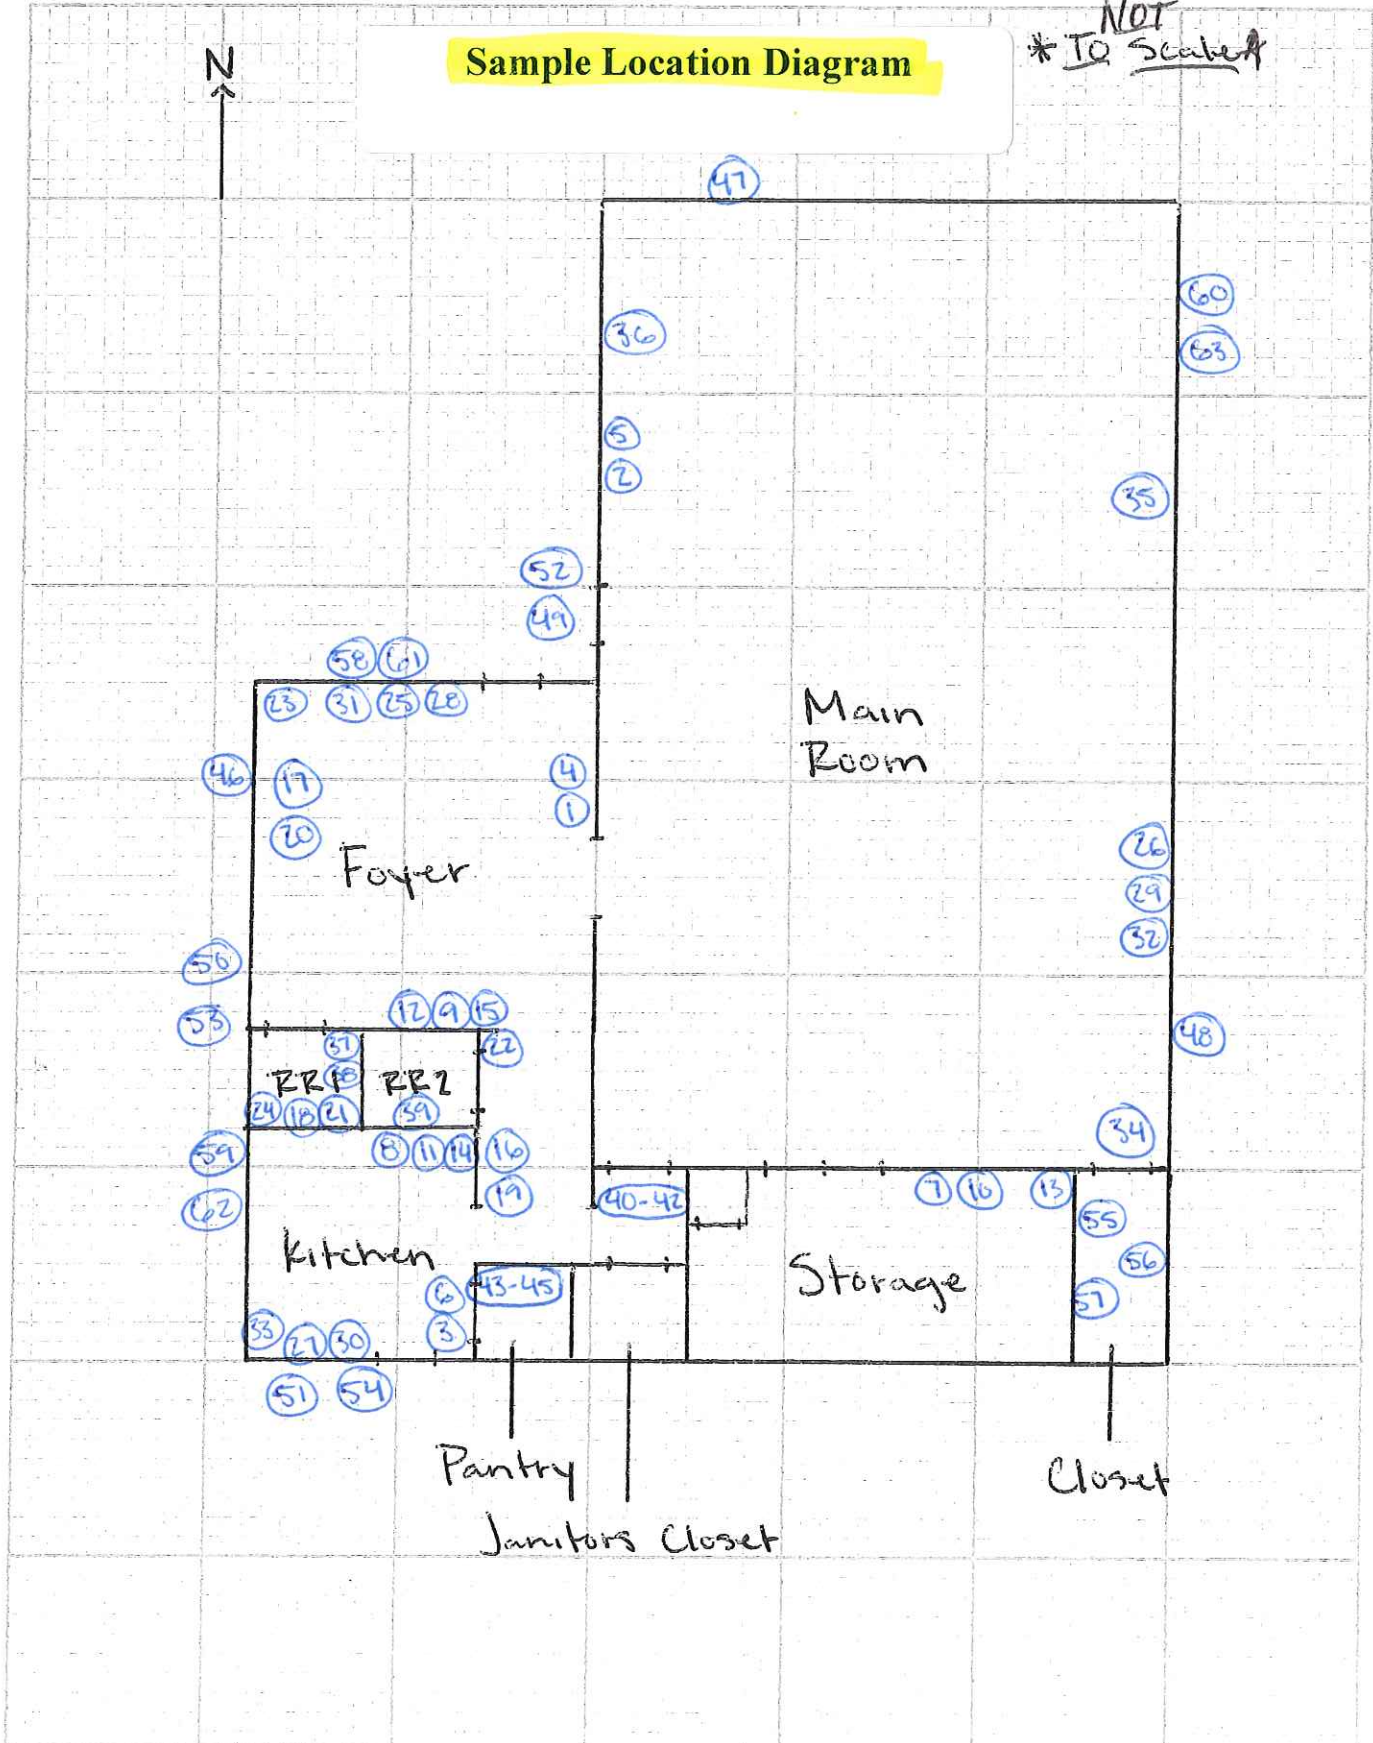 NOT
* TO Scale *
N
Sample Location Diagram
47
60
36
63
5
2
35
52
49
58 61
23 31 25 28
Main
Room
46 17 4
20 1
26
Foyer
29
32
50
53
12 9 15
37 22
48
RR1 38 RR2
24 18 21 39
34
59 8 11 14 16
62 19 40-42 7 10 13
55
Kitchen
56
Storage
6 43-45
57
33 27 30 3
51 54
Pantry
Closet
Janitors Closet